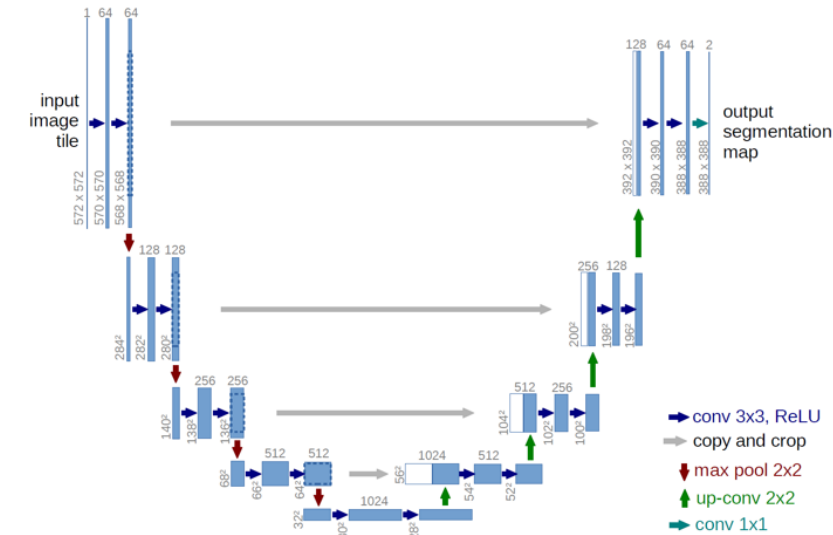 1 64 64
128 64 64 2
input
image
tile
output
segmentation
map
572 x 572
570 x 570
568 x 568
392 x 392
390 x 390
388 x 388
388 x 388
128 128
256 128
284²
282²
280²
200²
198²
196²
256 256
512 256
140²
138²
136²
104²
102²
100²
512 512
1024 512
68²
66²
64²
56²
54²
52²
1024
32²
conv 3x3, ReLU
copy and crop
max pool 2x2
up-conv 2x2
conv 1x1